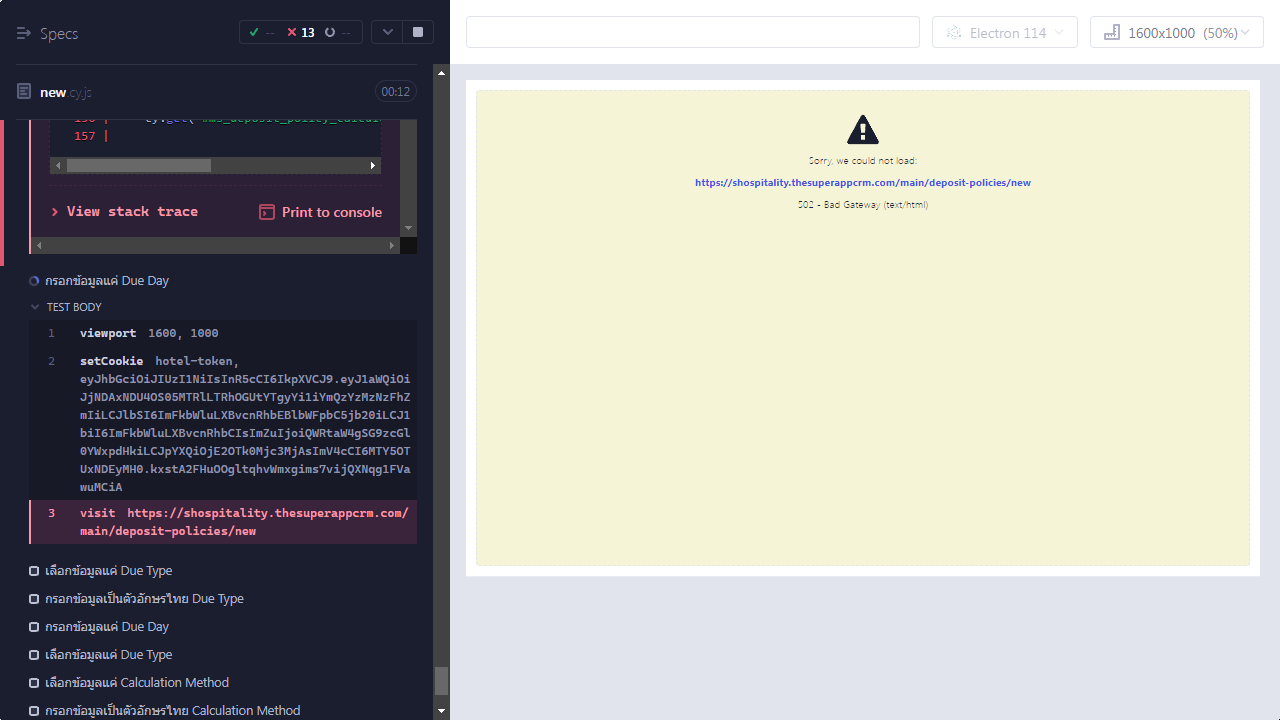 Specs
-- 13 --
new.cy.js
00:12
157 |
View stack trace
Print to console
กรอกข้อมูลแค่ Due Day
TEST BODY
1 viewport 1600, 1000
2 setCookie hotel-token,
eyJhbGciOiJIUzI1NiIsInR5cCI6IkpXVCJ9.eyJ1aWQiOi
JjNDAxNDU4OS05MTRlLTRhOGUtYTgyYi1iYmQzYzMzNzFhZ
mIiLCJlbSI6ImFkbWluLXBvcnRhbEBlbWFpbC5jb20iLCJ1
biI6ImFkbWluLXBvcnRhbCIsImZuIjoiQWRtaW4gSG9zcGl
0YWxpdHkiLCJpYXQiOjE2OTk0Mjc3MjAsImV4cCI6MTY5OT
UxNDEyMH0.kxstA2FHuOOgltqhvWmxgims7vijQXNqg1FVa
wuMCiA
3 visit https://shospitality.thesuperappcrm.com/
main/deposit-policies/new
เลือกข้อมูลแค่ Due Type
กรอกข้อมูลเป็นตัวอักษรไทย Due Type
กรอกข้อมูลแค่ Due Day
เลือกข้อมูลแค่ Due Type
เลือกข้อมูลแค่ Calculation Method
กรอกข้อมูลเป็นตัวอักษรไทย Calculation Method
Electron 114
1600x1000 (50%)
Sorry, we could not load:
https://shospitality.thesuperappcrm.com/main/deposit-policies/new
502 - Bad Gateway (text/html)